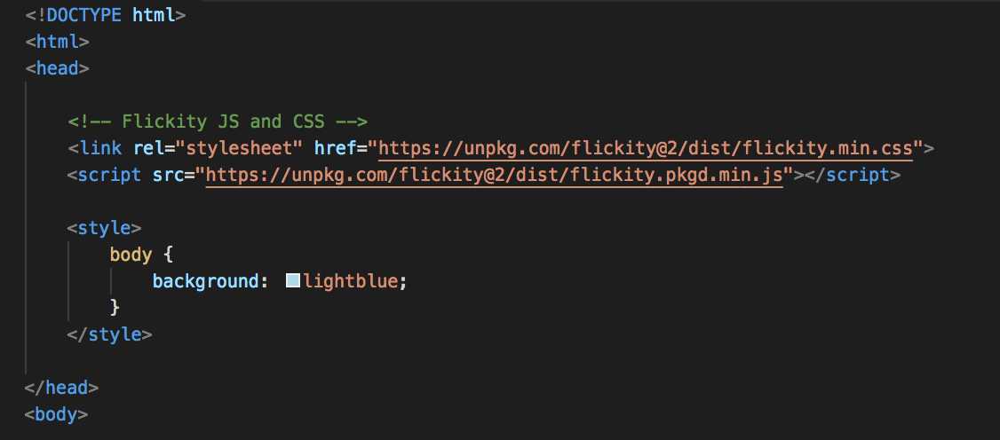 <!DOCTYPE html>
<html>
<head>
<!-- Flickity JS and CSS -->
<link rel="stylesheet" href="https://unpkg.com/flickity@2/dist/flickity.min.css">
<script src="https://unpkg.com/flickity@2/dist/flickity.pkgd.min.js"></script>
<style>
body {
background: lightblue;
}
</style>
</head>
<body>